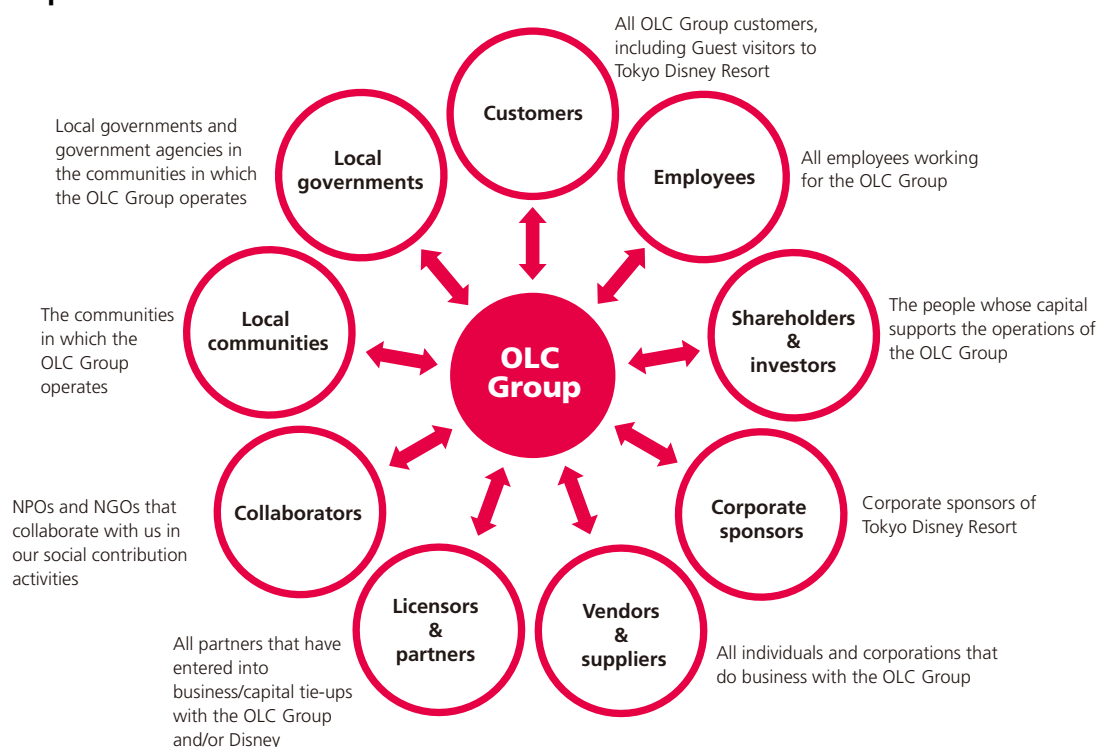 All OLC Group customers,
including Guest visitors to
Tokyo Disney Resort
Customers
Employees
All employees working
for the OLC Group
Shareholders
&
investors
The people whose capital
supports the operations of
the OLC Group
Corporate
sponsors
Corporate sponsors of
Tokyo Disney Resort
Vendors
&
suppliers
All individuals and corporations that
do business with the OLC Group
Licensors
&
partners
All partners that have
entered into
business/capital tie-ups
with the OLC Group
and/or Disney
Collaborators
NPOs and NGOs that
collaborate with us in
our social contribution
activities
Local
communities
The communities
in which the
OLC Group
operates
Local
governments
Local governments and
government agencies in
the communities in which
the OLC Group operates
OLC
Group